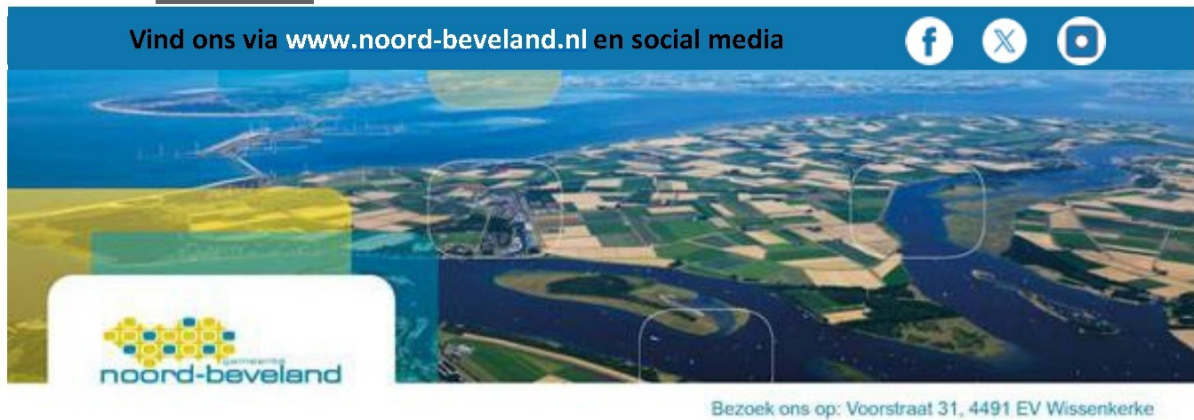 Vind ons via www.noord-beveland.nl en social media
gemeente
noord-beveland
Bezoek ons op: Voorstraat 31, 4491 EV Wissenkerke